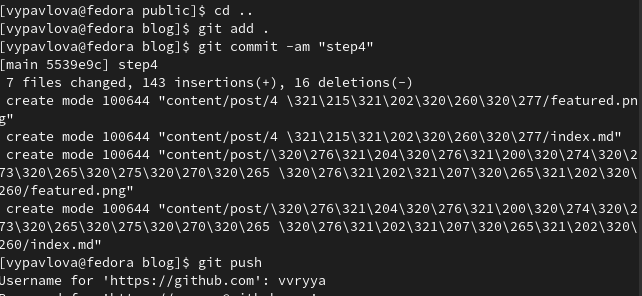 [vypavlova@fedora public]$ cd ..
[vypavlova@fedora blog]$ git add .
[vypavlova@fedora blog]$ git commit -am "step4"
[main 5539e9c] step4
 7 files changed, 143 insertions(+), 16 deletions(-)
 create mode 100644 "content/post/4 \321\215\321\202\320\260\320\277/featured.pn
g"
 create mode 100644 "content/post/4 \321\215\321\202\320\260\320\277/index.md"
 create mode 100644 "content/post/\320\276\321\204\320\276\321\200\320\274\320\2
73\320\265\320\275\320\270\320\265 \320\276\321\202\321\207\320\265\321\202\320\
260/featured.png"
 create mode 100644 "content/post/\320\276\321\204\320\276\321\200\320\274\320\2
73\320\265\320\275\320\270\320\265 \320\276\321\202\321\207\320\265\321\202\320\
260/index.md"
[vypavlova@fedora blog]$ git push
Username for 'https://github.com': vvryya